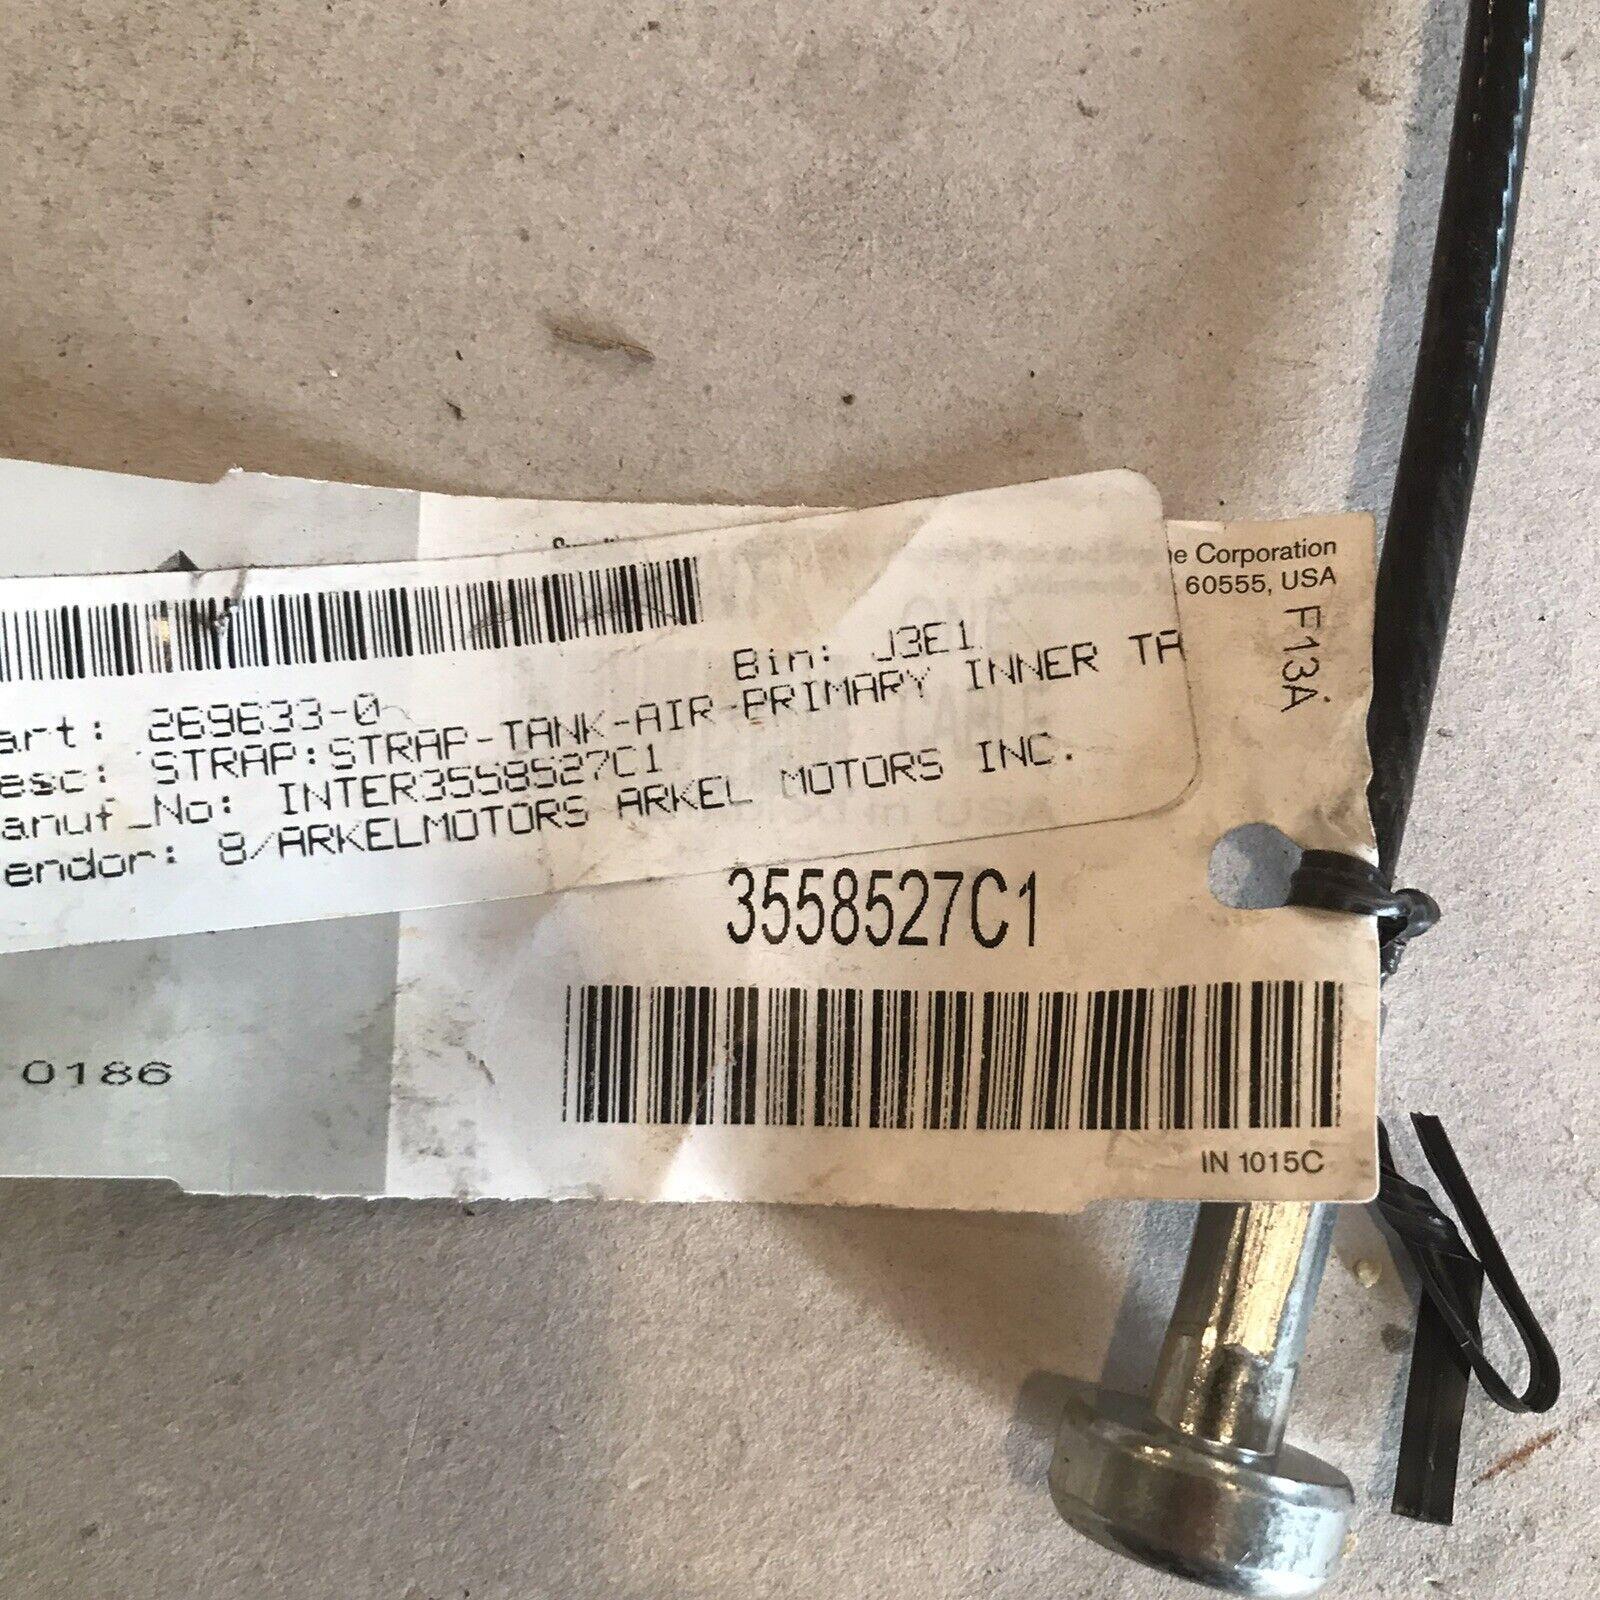 Corporation
60555, USA
F13A
Bin: J3E1
art: 269633-0
esc: STRAP:STRAP-TANK-AIR-PRIMARY INNER TA
anuf_No: INTER3558527C1
endor: 8/ARKELMOTORS ARKEL MOTORS INC.
3558527C1
0186
IN 1015C